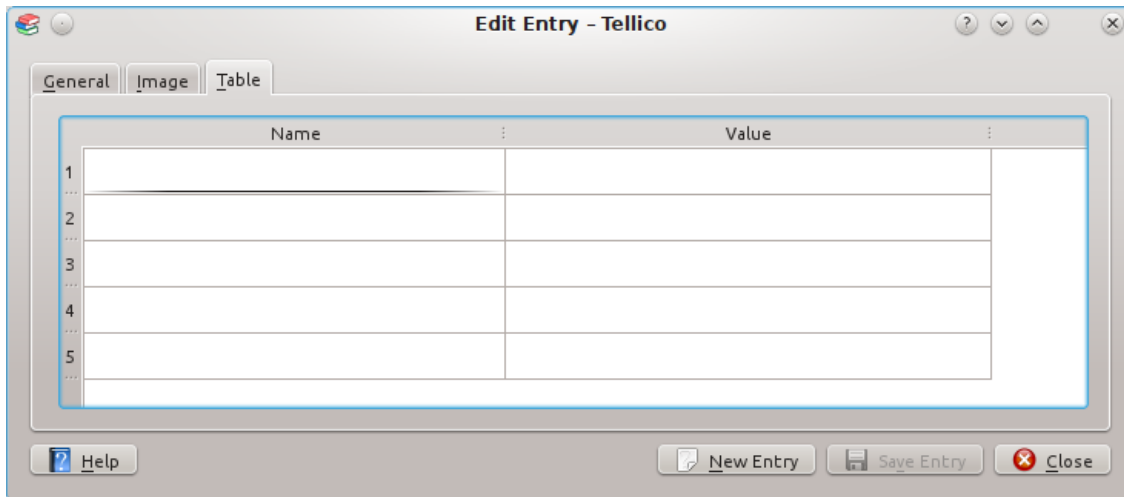 Edit Entry – Tellico
General Image Table
Name Value
1
2
3
4
5
Help New Entry Save Entry Close